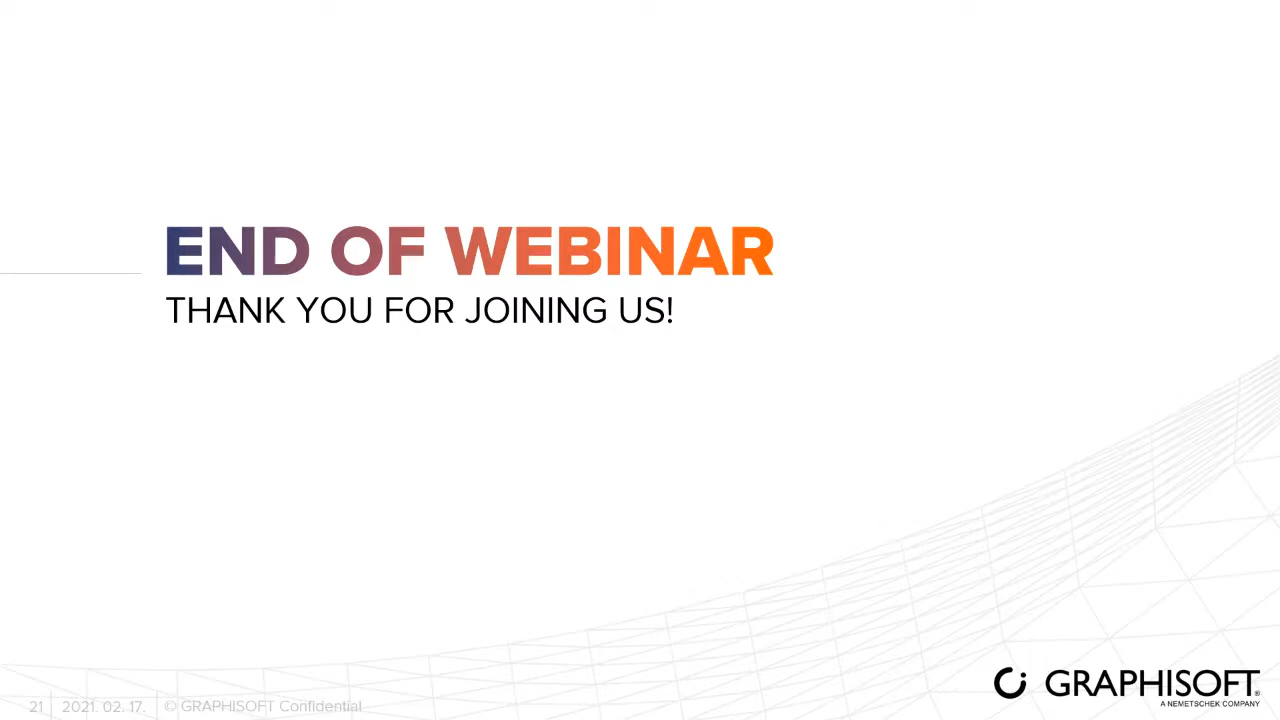 END OF WEBINAR
THANK YOU FOR JOINING US!
21 2021. 02. 17. © GRAPHISOFT Confidential
GRAPHISOFT®
A NEMETSCHEK COMPANY